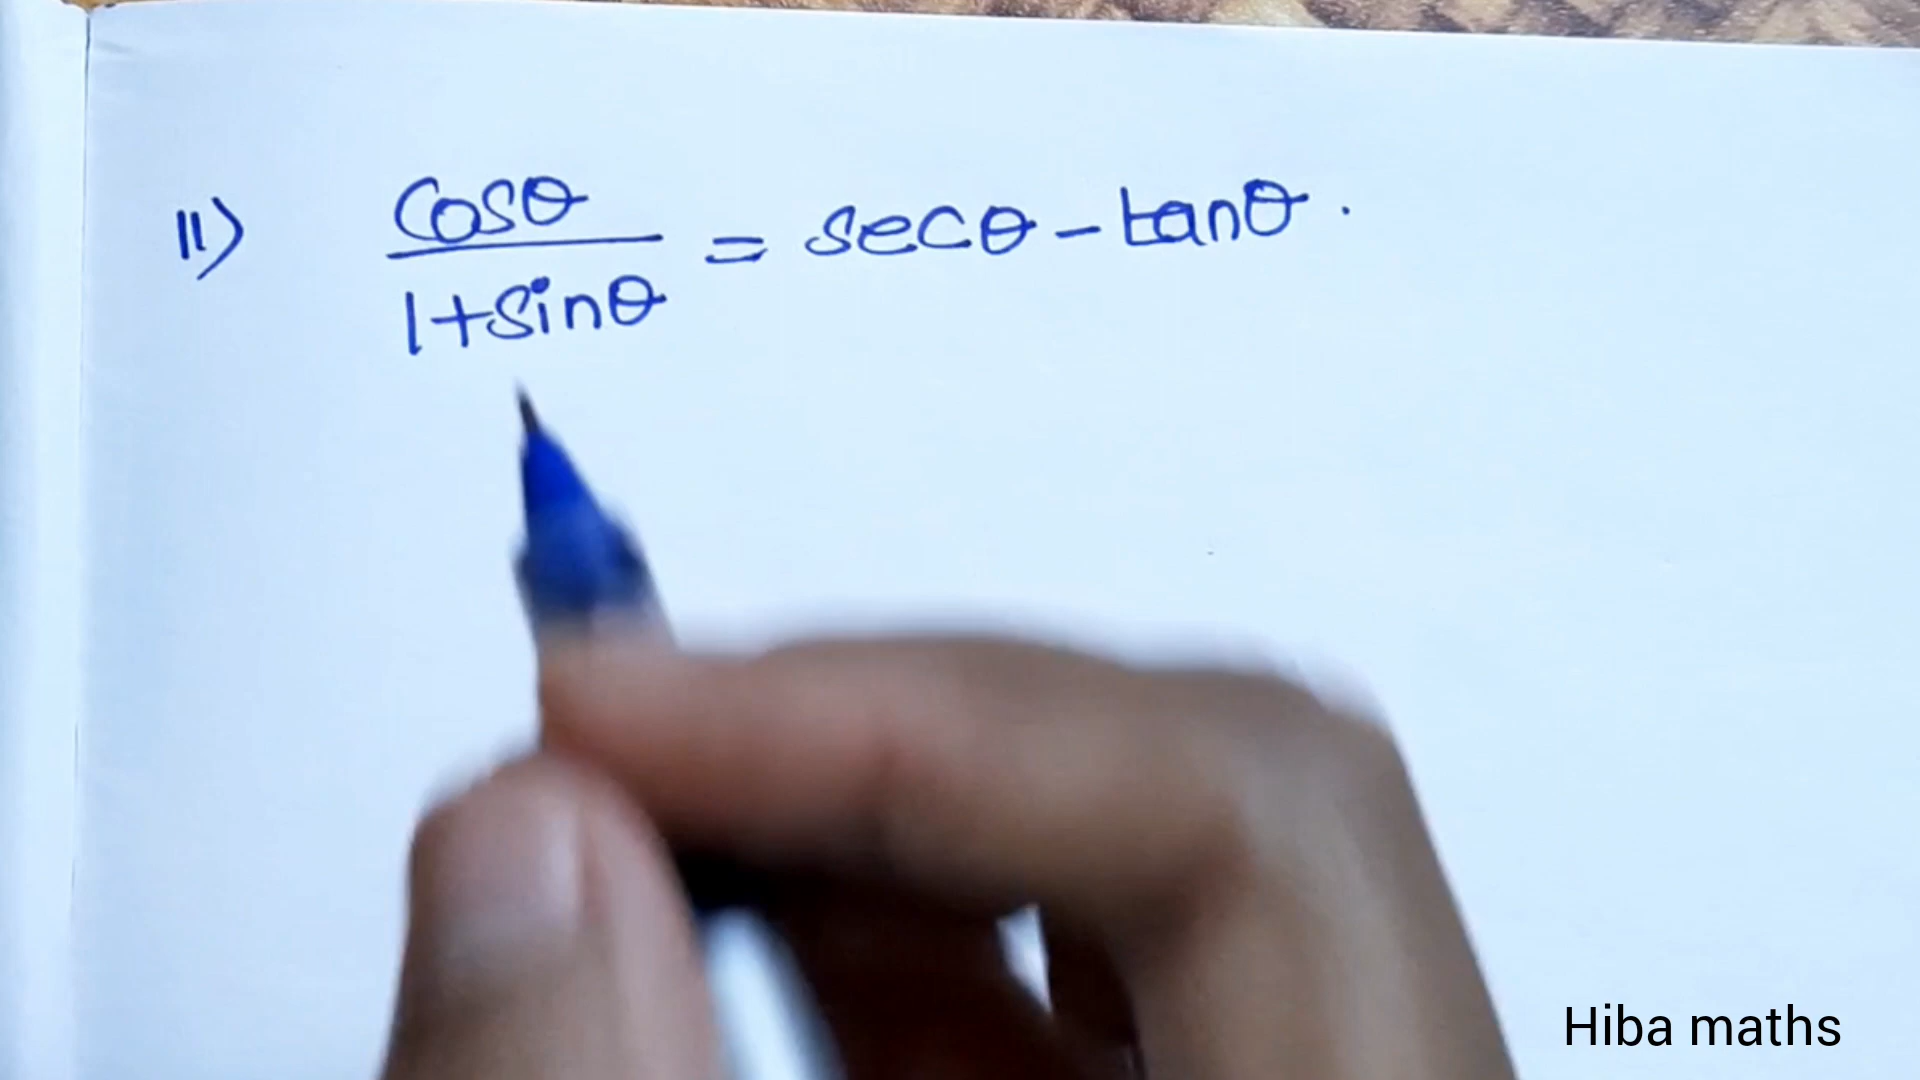 11) cosθ / 1+sinθ = secθ - tanθ.
Hiba maths